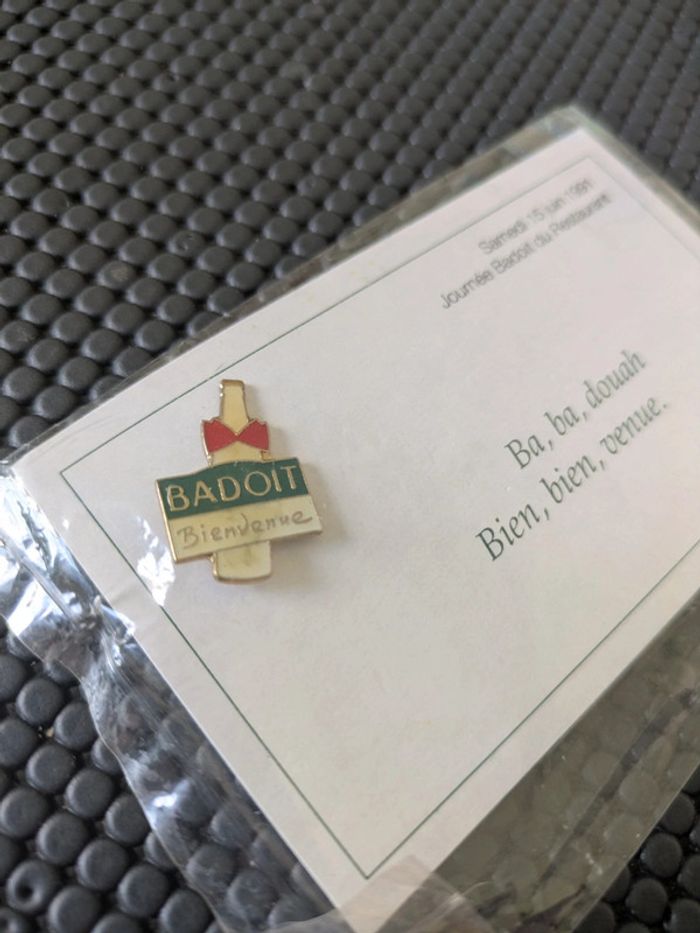 Samedi 15 juin 1991
Journée Badoit du Restaurant
Ba, ba, douah
Bien, bien, venue.
BADOIT
Bienvenue